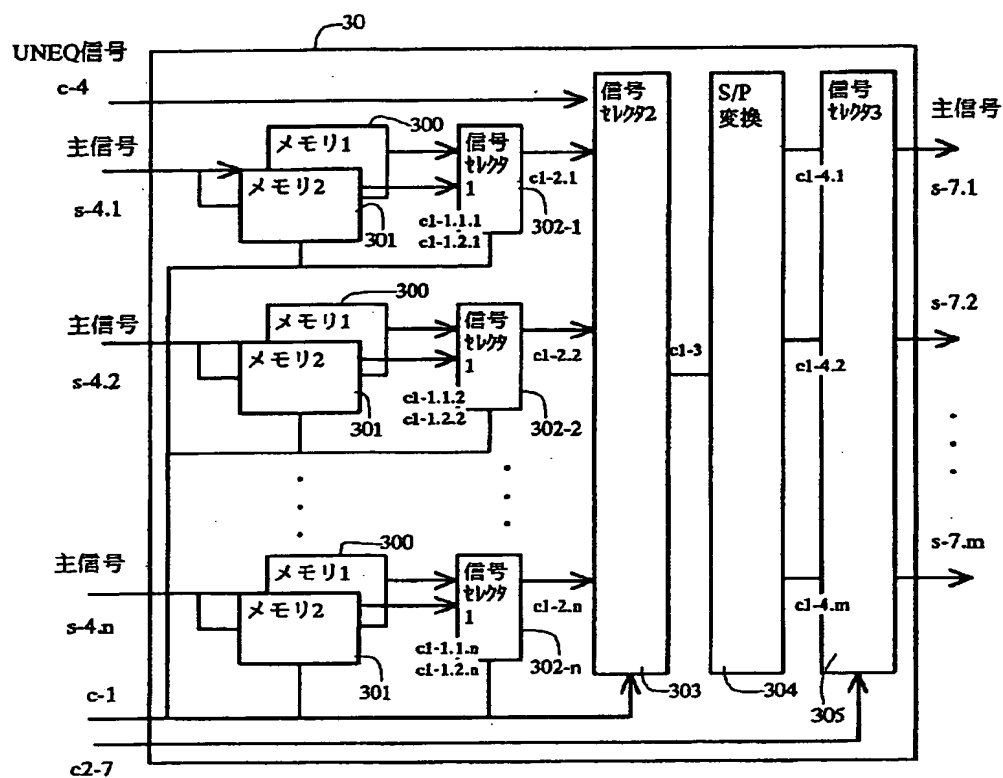 30
UNEQ信号
c-4
主信号
s-4.1
300
メモリ1
メモリ2
301
信号
セレクタ
1
c1-1.1.1
c1-1.2.1
302-1
c1-2.1
主信号
s-4.2
300
メモリ1
メモリ2
301
信号
セレクタ
1
c1-1.1.2
c1-1.2.2
302-2
c1-2.2
主信号
s-4.n
300
メモリ1
メモリ2
301
信号
セレクタ
1
c1-1.1.n
c1-1.2.n
302-n
c1-2.n
c-1
c2-7
信号
セレクタ2
303
c1-3
S/P
変換
304
c1-4.1
c1-4.2
c1-4.m
信号
セレクタ3
305
主信号
s-7.1
s-7.2
s-7.m